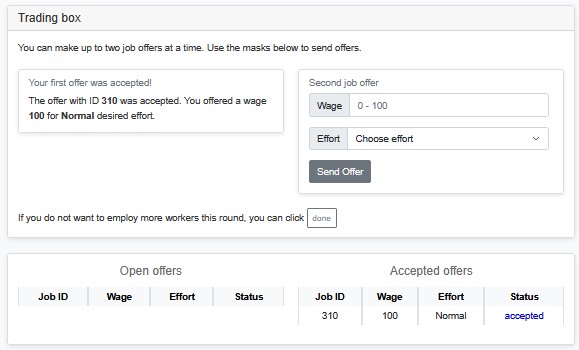 Trading box
You can make up to two job offers at a time. Use the masks below to send offers.
Your first offer was accepted!
The offer with ID 310 was accepted. You offered a wage
100 for Normal desired effort.
Second job offer
Wage 0 - 100
Effort Choose effort
Send Offer
If you do not want to employ more workers this round, you can click done
Open offers
Job ID Wage Effort Status
Accepted offers
Job ID Wage Effort Status
310 100 Normal accepted